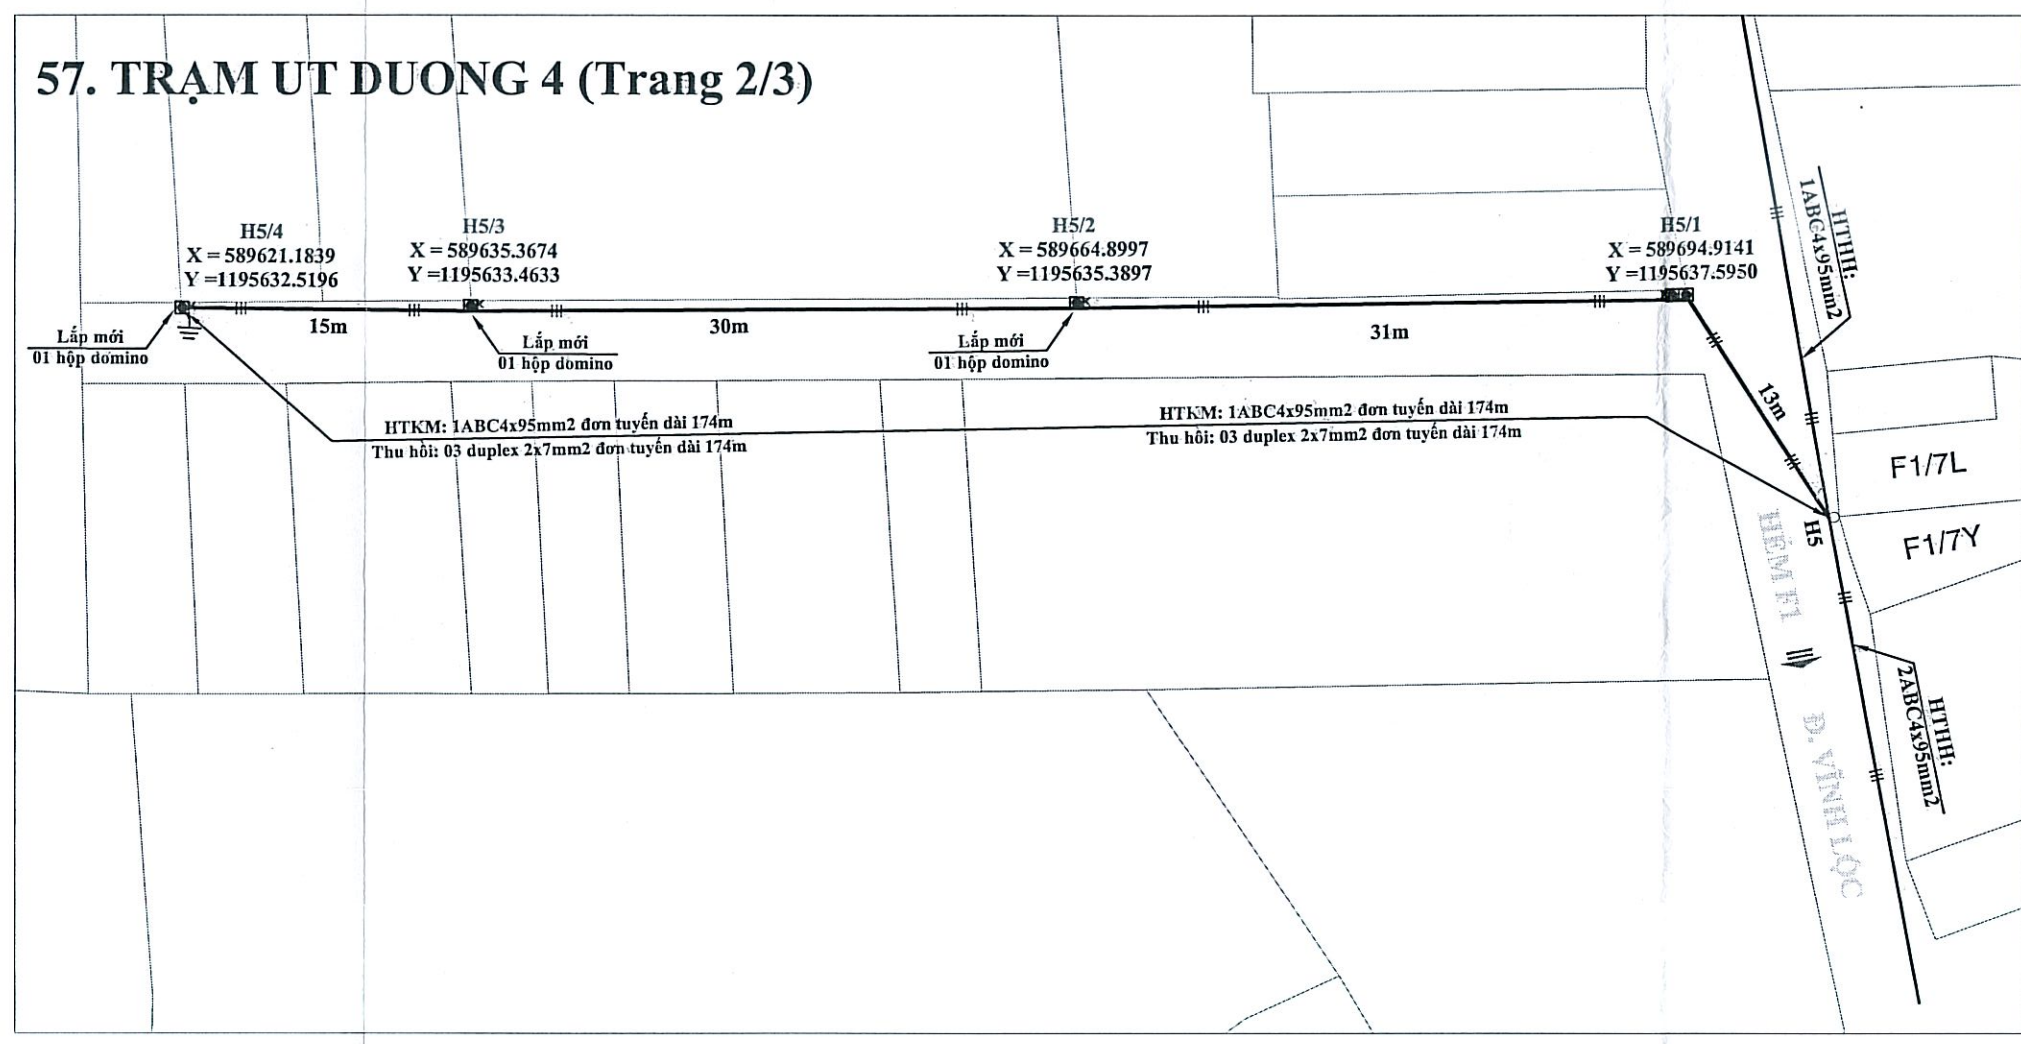 57. TRẠM UT DUONG 4 (Trang 2/3)
H5/4
X = 589621.1839
Y =1195632.5196
H5/3
X = 589635.3674
Y =1195633.4633
H5/2
X = 589664.8997
Y =1195635.3897
H5/1
X = 589694.9141
Y =1195637.5950
HTHH:
1ABC4x95mm2
15m
30m
31m
13m
Lắp mới
01 hộp domino
Lắp mới
01 hộp domino
Lắp mới
01 hộp domino
HTKM: 1ABC4x95mm2 đơn tuyến dài 174m
Thu hồi: 03 duplex 2x7mm2 đơn tuyến dài 174m
HTKM: 1ABC4x95mm2 đơn tuyến dài 174m
Thu hồi: 03 duplex 2x7mm2 đơn tuyến dài 174m
F1/7L
H5
F1/7Y
HẺM F1
HTHH:
2ABC4x95mm2
Đ. VĨNH LỘC